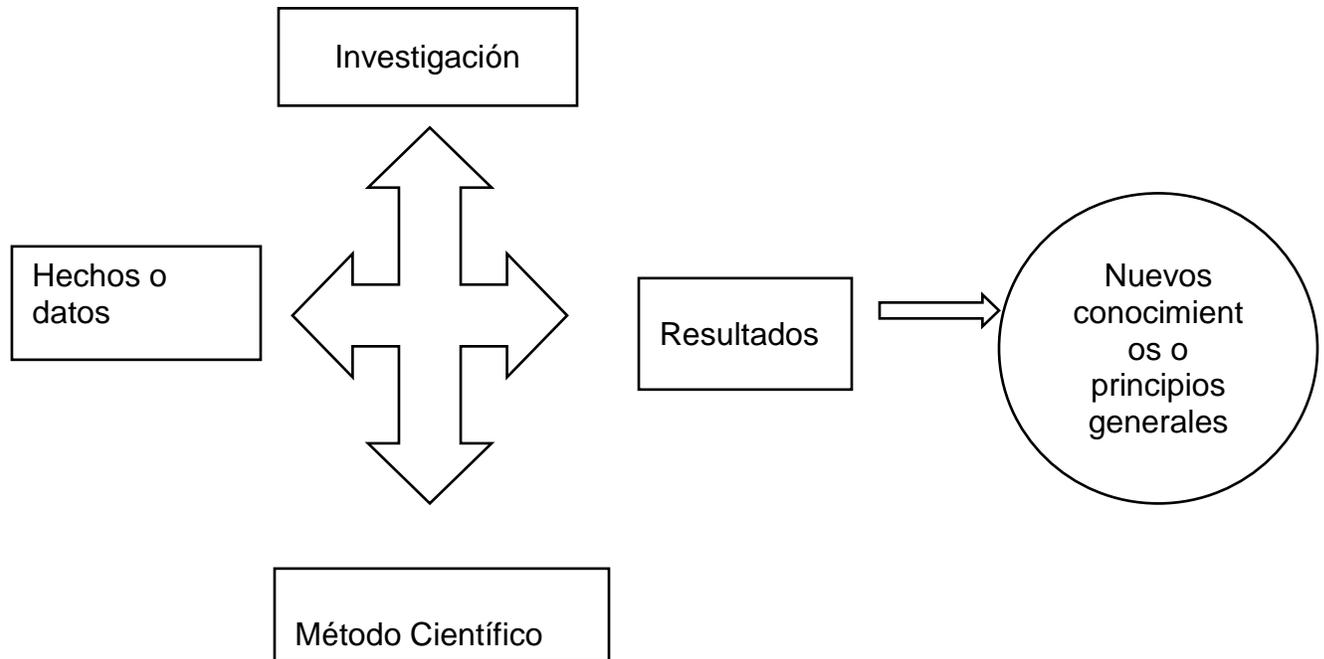 Investigación
Hechos o
datos
Resultados
Nuevos
conocimient
os o
principios
generales
Método Científico